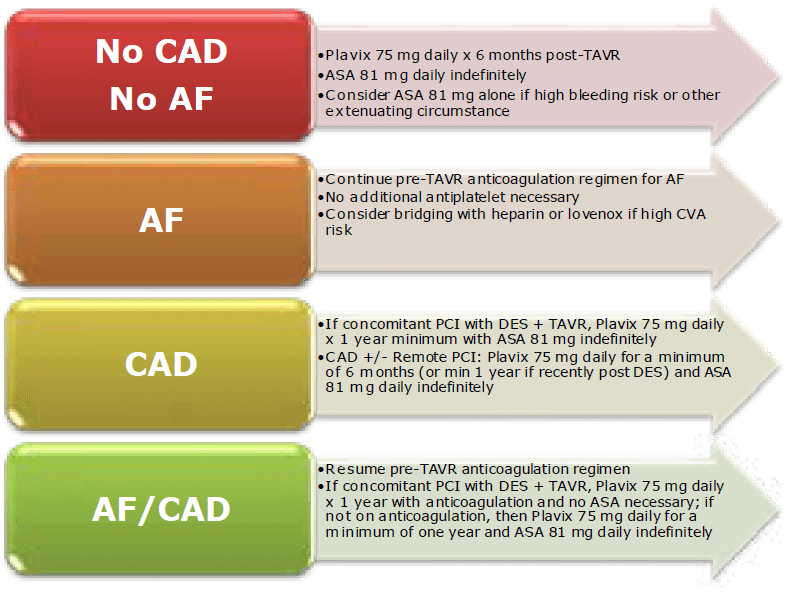 No CAD
No AF
•Plavix 75 mg daily x 6 months post-TAVR
•ASA 81 mg daily indefinitely
•Consider ASA 81 mg alone if high bleeding risk or other
extenuating circumstance
AF
•Continue pre-TAVR anticoagulation regimen for AF
•No additional antiplatelet necessary
•Consider bridging with heparin or lovenox if high CVA
risk
CAD
•If concomitant PCI with DES + TAVR, Plavix 75 mg daily
x 1 year minimum with ASA 81 mg indefinitely
•CAD +/- Remote PCI: Plavix 75 mg daily for a minimum
of 6 months (or min 1 year if recently post DES) and ASA
81 mg daily indefinitely
AF/CAD
•Resume pre-TAVR anticoagulation regimen
•If concomitant PCI with DES + TAVR, Plavix 75 mg daily
x 1 year with anticoagulation and no ASA necessary; if
not on anticoagulation, then Plavix 75 mg daily for a
minimum of one year and ASA 81 mg daily indefinitely